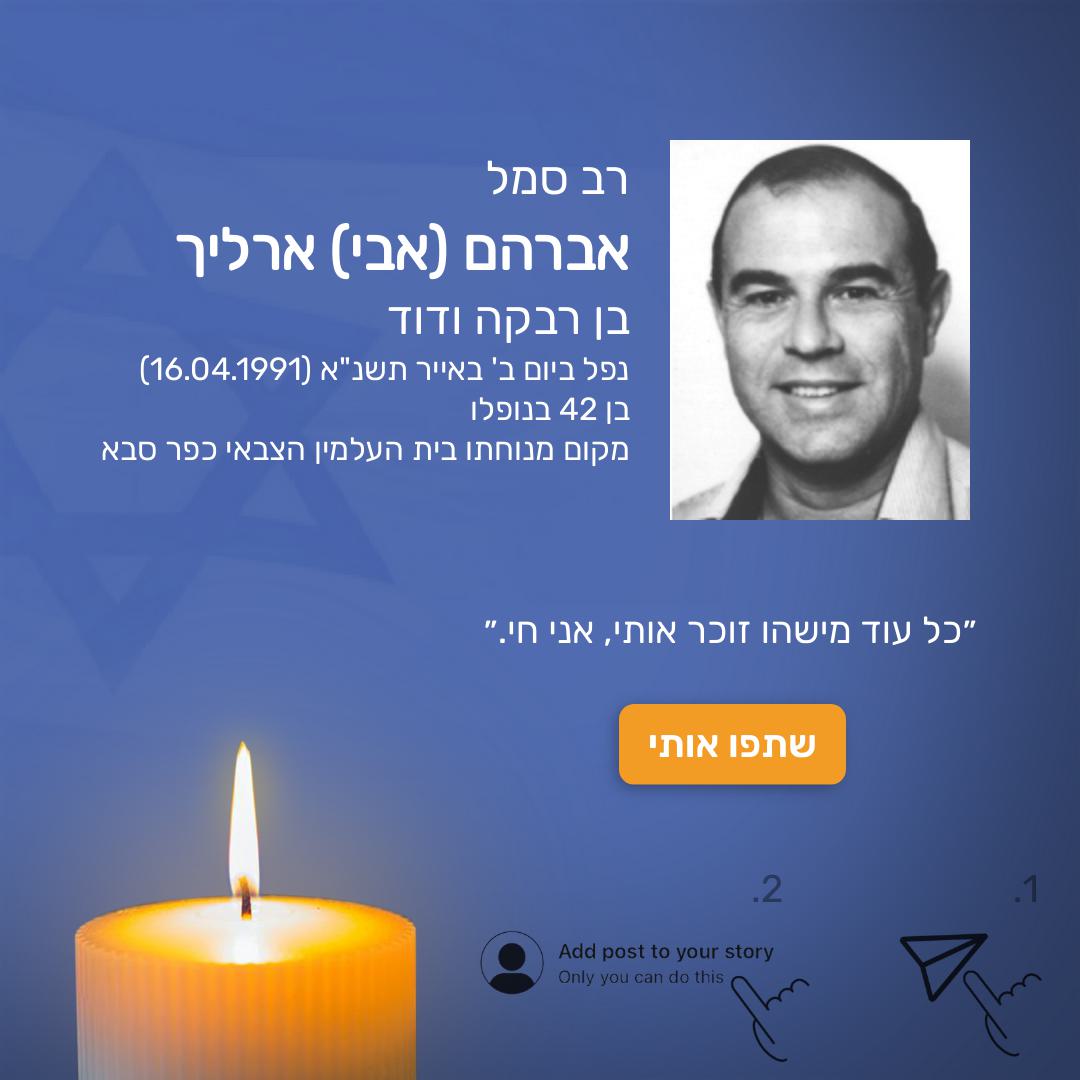 רב סמל
אברהם (אבי) ארליך
בן רבקה ודוד
נפל ביום ב' באייר תשנ"א (16.04.1991)
בן 42 בנופלו
מקום מנוחתו בית העלמין הצבאי כפר סבא
״כל עוד מישהו זוכר אותי, אני חי.״
שתפו אותי
1.
2.
Add post to your story
Only you can do this